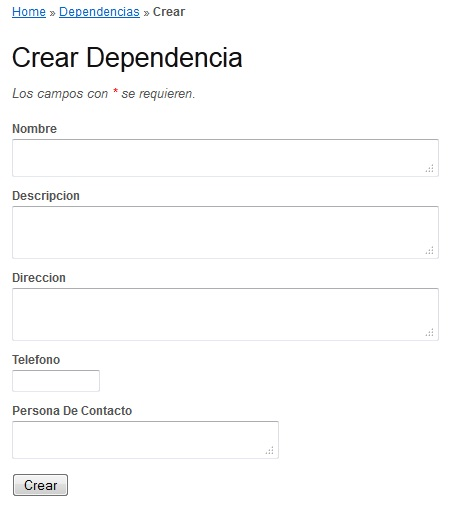 Home » Dependencias » Crear
Crear Dependencia
Los campos con * se requieren.
Nombre
Descripcion
Direccion
Telefono
Persona De Contacto
Crear